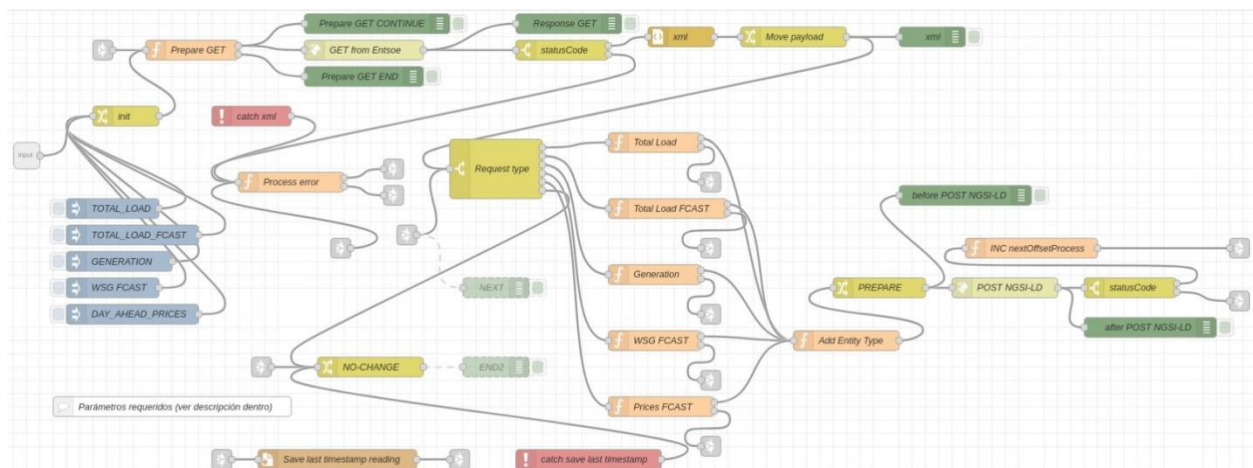 Prepare GET CONTINUE
Response GET
Prepare GET
GET from Entsoe
statusCode
xml
Move payload
xml
Prepare GET END
init
catch xml
input
Total Load
Request type
Process error
before POST NGSI-LD
TOTAL_LOAD
Total Load FCAST
TOTAL_LOAD_FCAST
INC nextOffsetProcess
GENERATION
Generation
WSG FCAST
NEXT
PREPARE
POST NGSI-LD
statusCode
DAY_AHEAD_PRICES
after POST NGSI-LD
WSG FCAST
Add Entity Type
NO-CHANGE
END2
Parámetros requeridos (ver descripción dentro)
Prices FCAST
Save last timestamp reading
catch save last timestamp